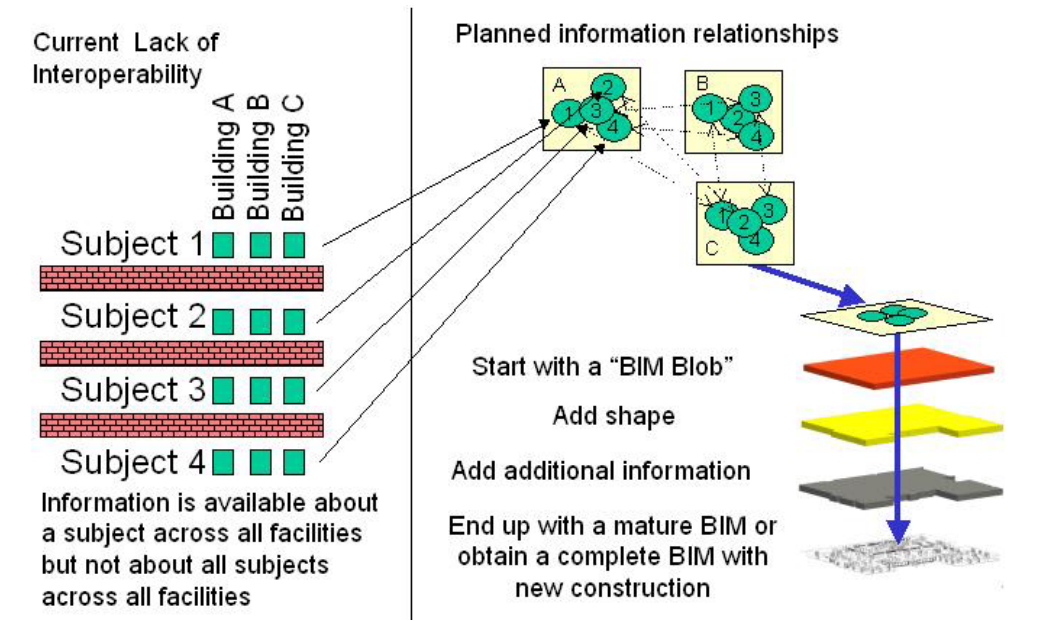 Current Lack of
Interoperability
Building A
Building B
Building C
Subject 1
Subject 2
Subject 3
Subject 4
Information is available about
a subject across all facilities
but not about all subjects
across all facilities
Planned information relationships
A
2
1
3
4
B
1
3
2
4
1
3
2
4
C
Start with a “BIM Blob”
Add shape
Add additional information
End up with a mature BIM or
obtain a complete BIM with
new construction